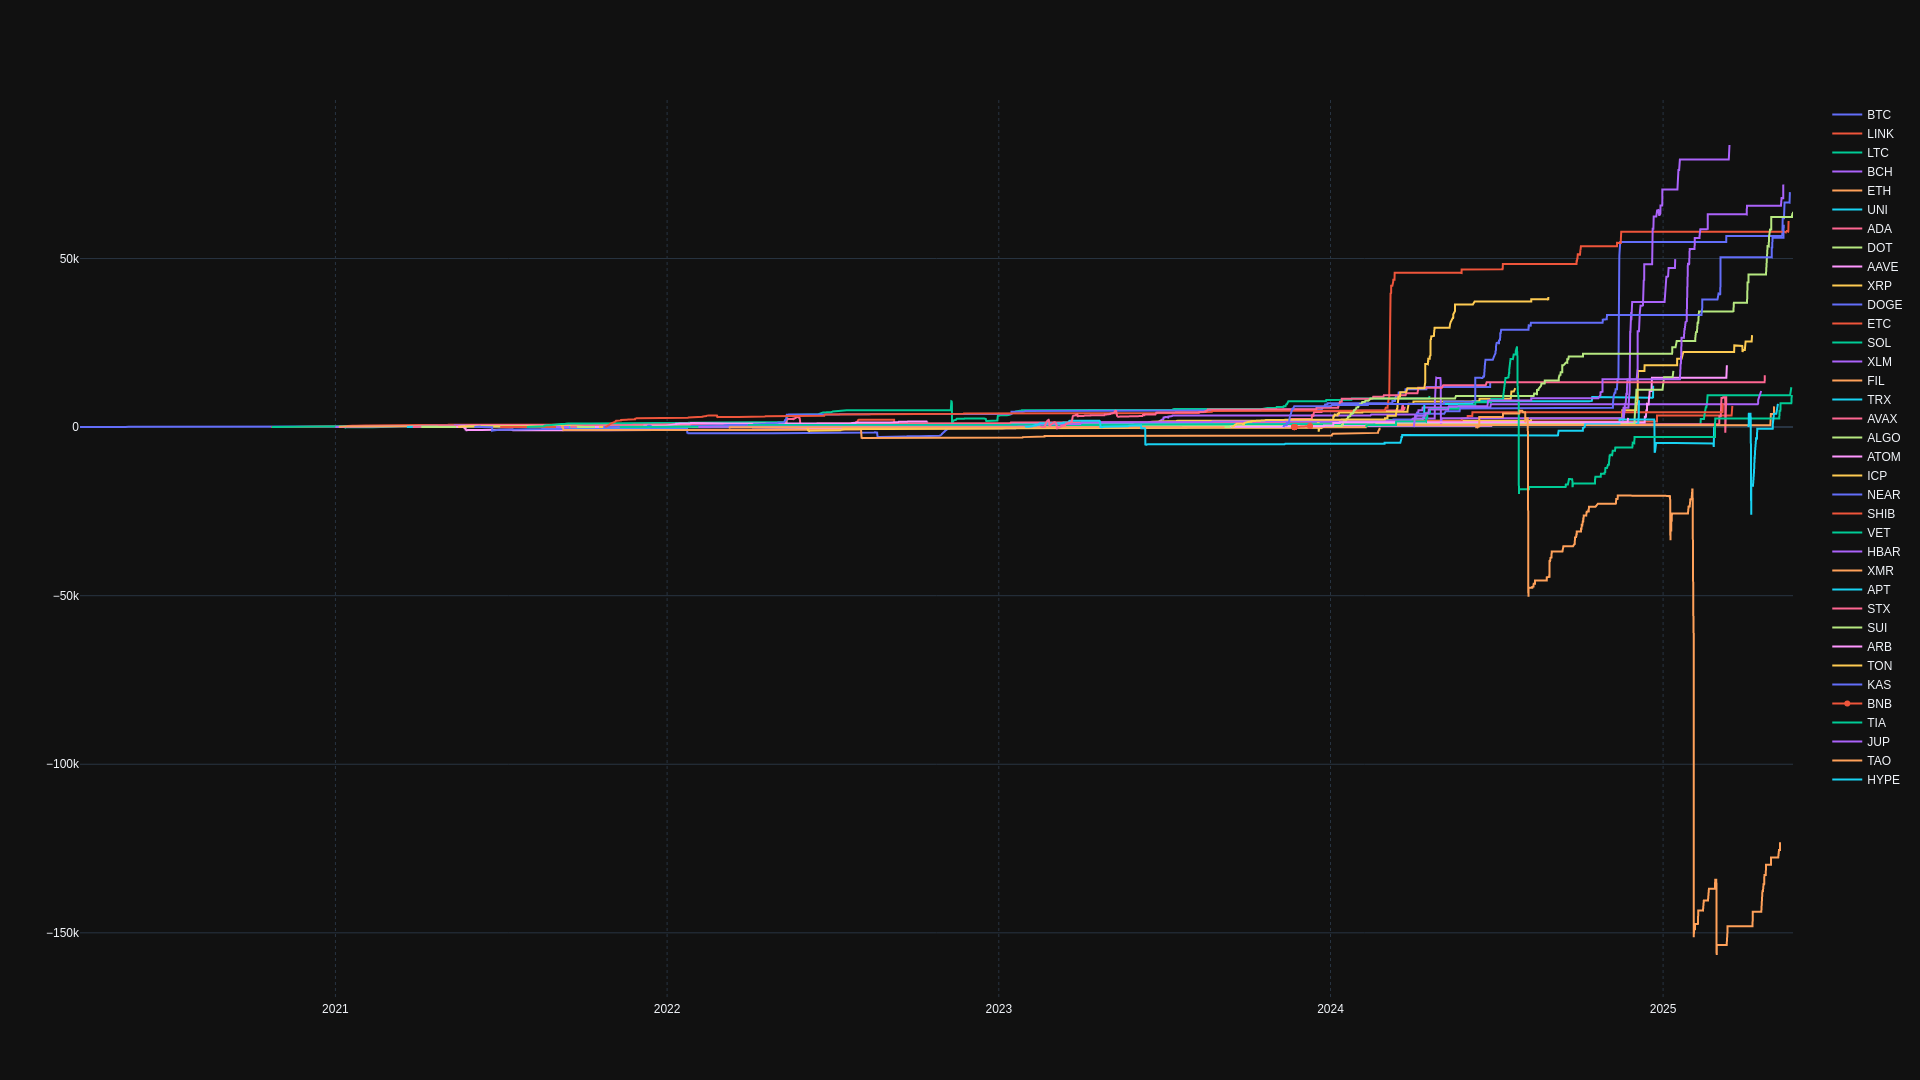 50k
0
−50k
−100k
−150k
2021
2022
2023
2024
2025
BTC
LINK
LTC
BCH
ETH
UNI
ADA
DOT
AAVE
XRP
DOGE
ETC
SOL
XLM
FIL
TRX
AVAX
ALGO
ATOM
ICP
NEAR
SHIB
VET
HBAR
XMR
APT
STX
SUI
ARB
TON
KAS
BNB
TIA
JUP
TAO
HYPE